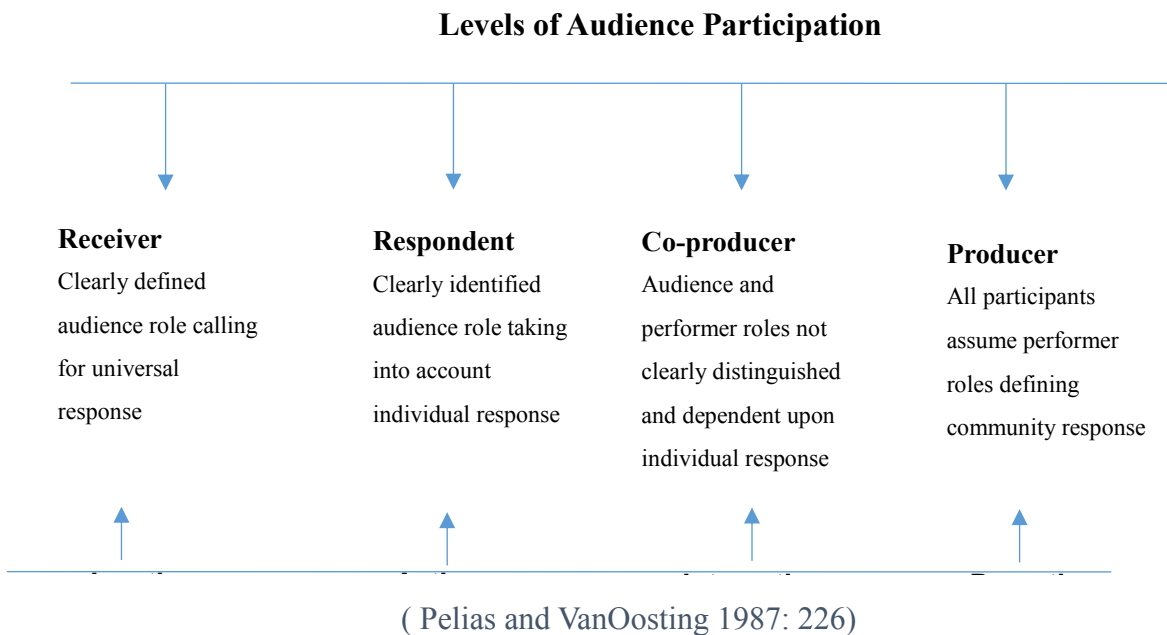 Levels of Audience Participation
Receiver
Clearly defined
audience role calling
for universal
response
Respondent
Clearly identified
audience role taking
into account
individual response
Co-producer
Audience and
performer roles not
clearly distinguished
and dependent upon
individual response
Producer
All participants
assume performer
roles defining
community response
( Pelias and VanOosting 1987: 226)